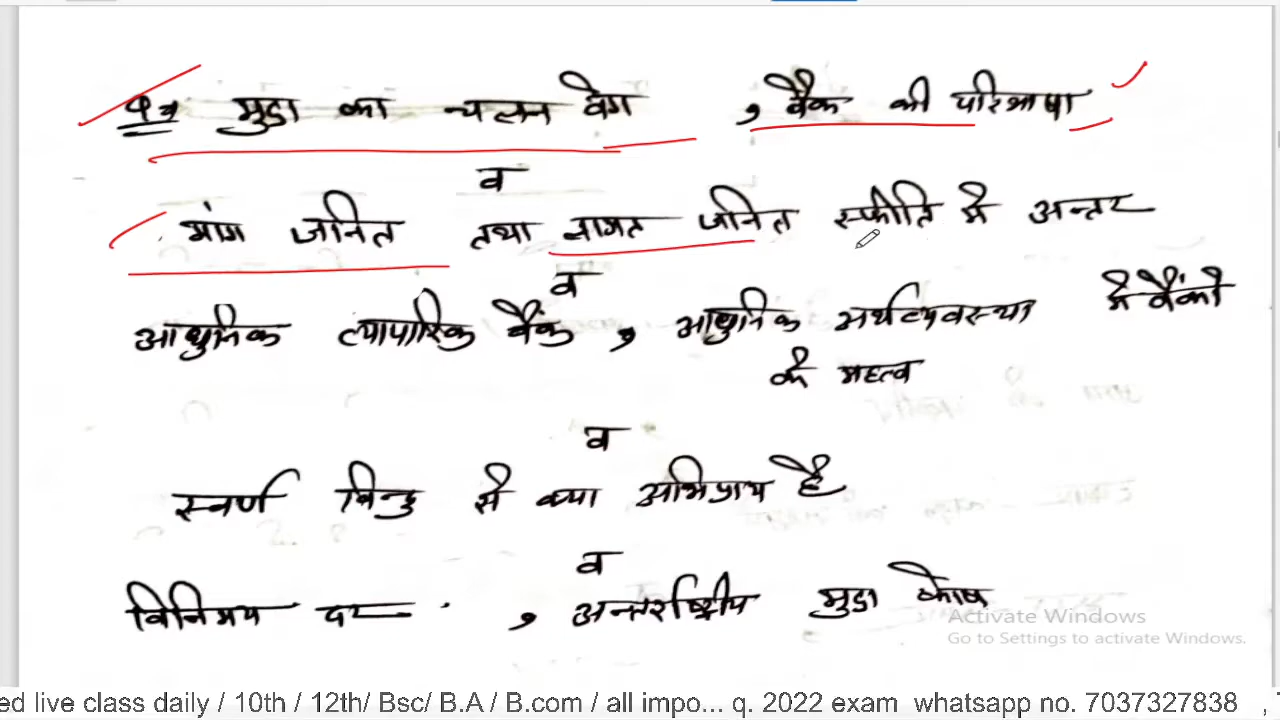 प्र मुद्रा का चलन वेग , बैंक की परिभाषा
व
मांग जनित तथा लागत जनित स्फीति में अन्तर
व
आधुनिक व्यापारिक बैंक , आधुनिक अर्थव्यवस्था में बैंकों
के महत्व
व
स्वर्ण बिन्दु से क्या अभिप्राय है
व
विनिमय दर , अन्तर्राष्ट्रीय मुद्रा कोष
Activate Windows
Go to Settings to activate Windows.
ed live class daily / 10th / 12th/ Bsc/ B.A / B.com / all impo... q. 2022 exam whatsapp no. 7037327838 ,